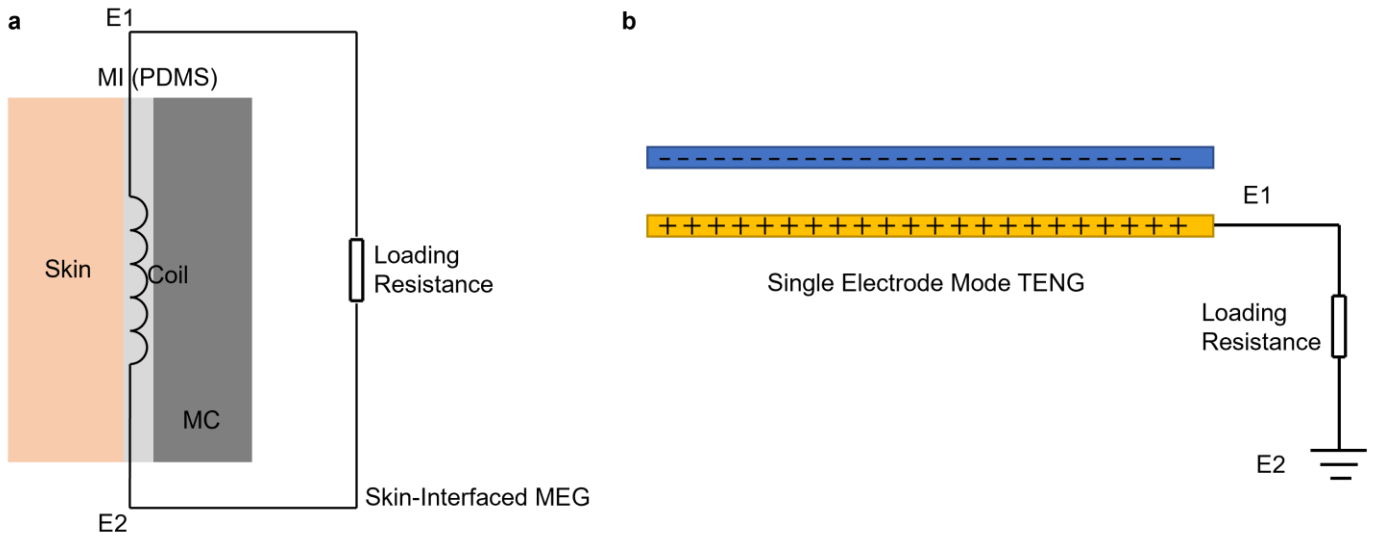 a
E1
MI (PDMS)
Skin
Coil
Loading
Resistance
MC
Skin-Interfaced MEG
E2
b
E1
Single Electrode Mode TENG
Loading
Resistance
E2